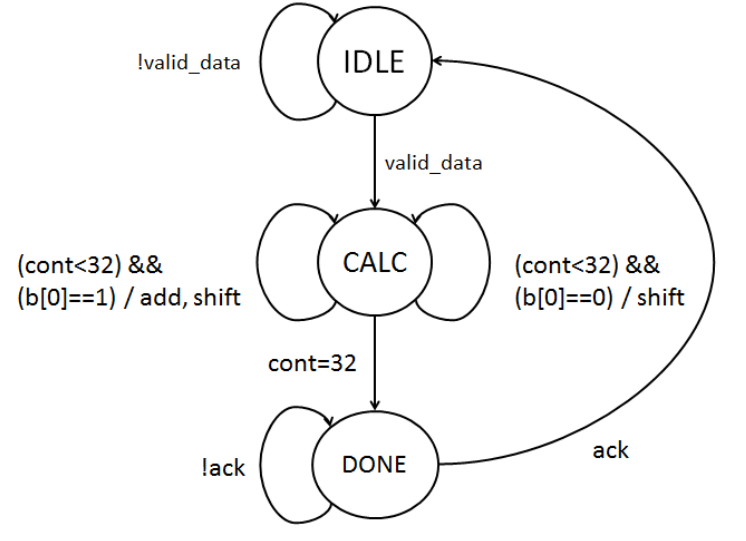 !valid_data
IDLE
valid_data
(cont<32) &&
(b[0]==1) / add, shift
CALC
(cont<32) &&
(b[0]==0) / shift
cont=32
!ack
DONE
ack